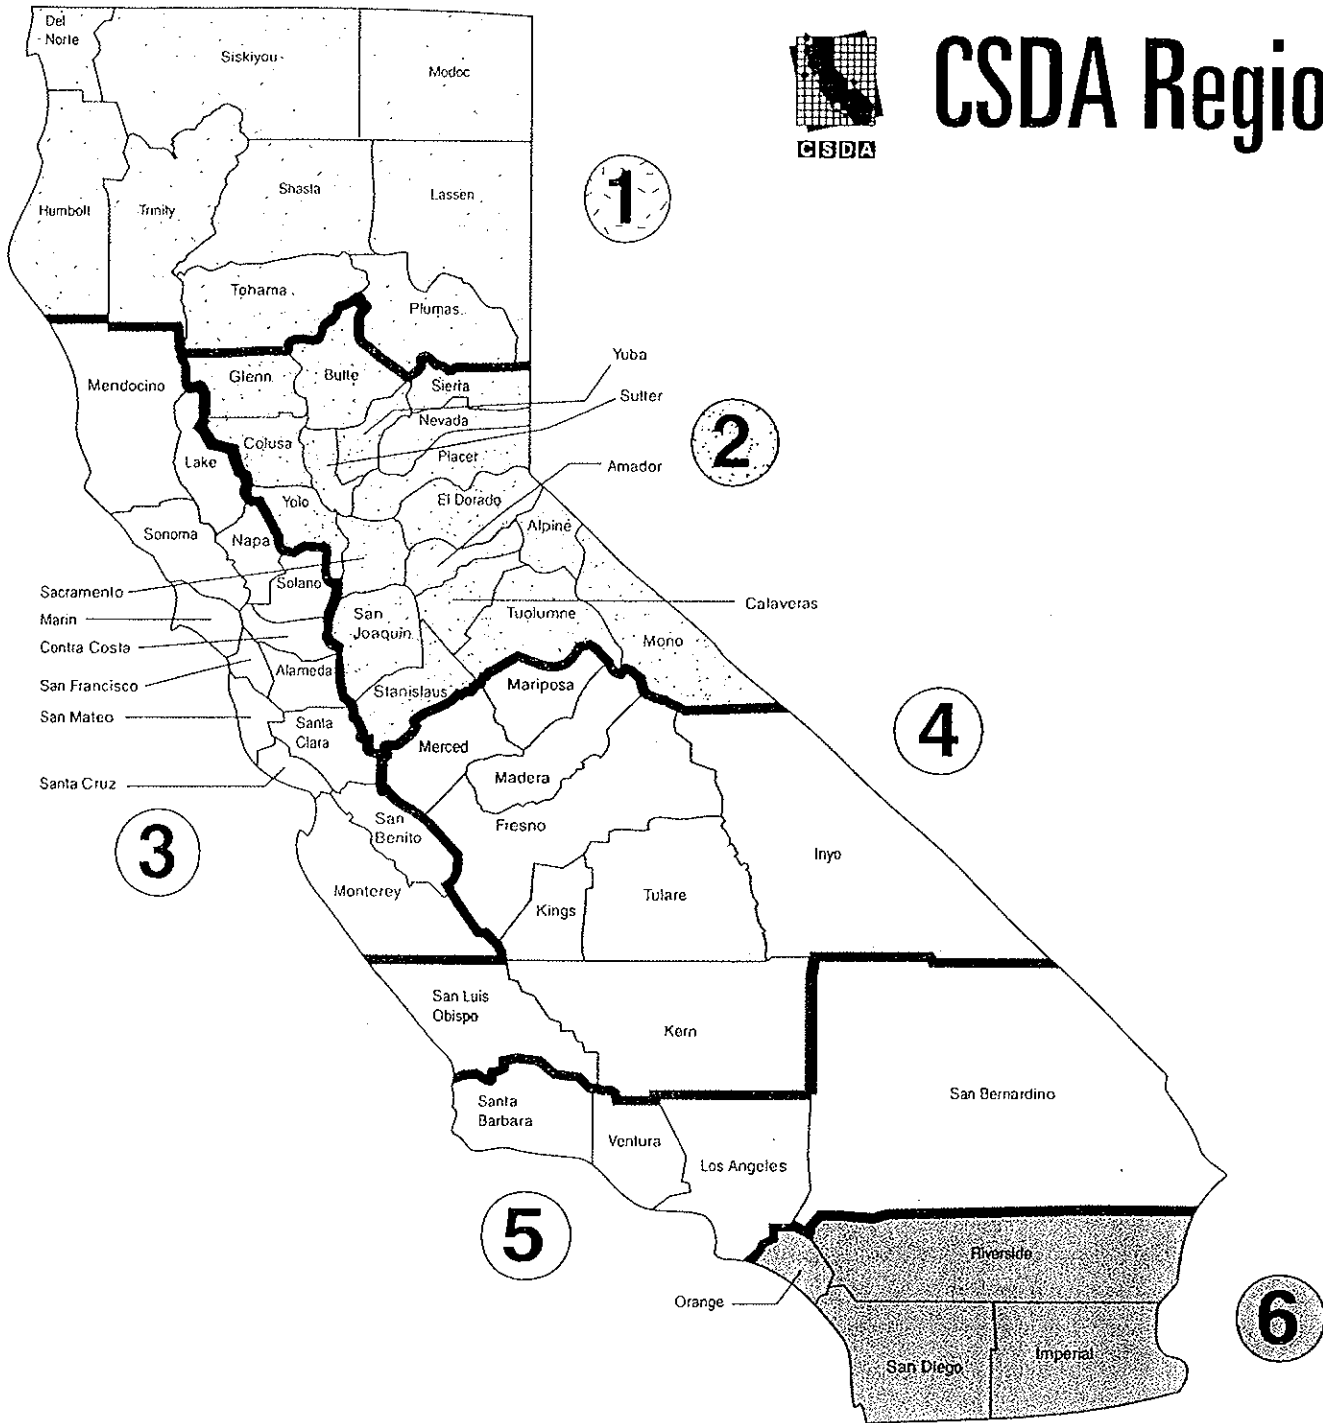 CSDA Regio
CSDA
Del
Norte
Siskiyou
Modoc
Humbolt
Trinity
Shasta
Lassen
1
Tehama
Plumas
Mendocino
Glenn
Butte
Sierra
Yuba
Sutter
Nevada
2
Colusa
Placer
Lake
Amador
Yolo
El Dorado
Sonoma
Napa
Alpine
Sacramento
Solano
Calaveras
Marin
San
Joaquin
Tuolumne
Mono
Contra Costa
San Francisco
Alameda
Stanislaus
Mariposa
San Mateo
Santa
Clara
Merced
4
Santa Cruz
Madera
3
San
Benito
Fresno
Inyo
Monterey
Kings
Tulare
San Luis
Obispo
Kern
Santa
Barbara
San Bernardino
Ventura
Los Angeles
5
Riverside
Orange
6
San Diego
Imperial